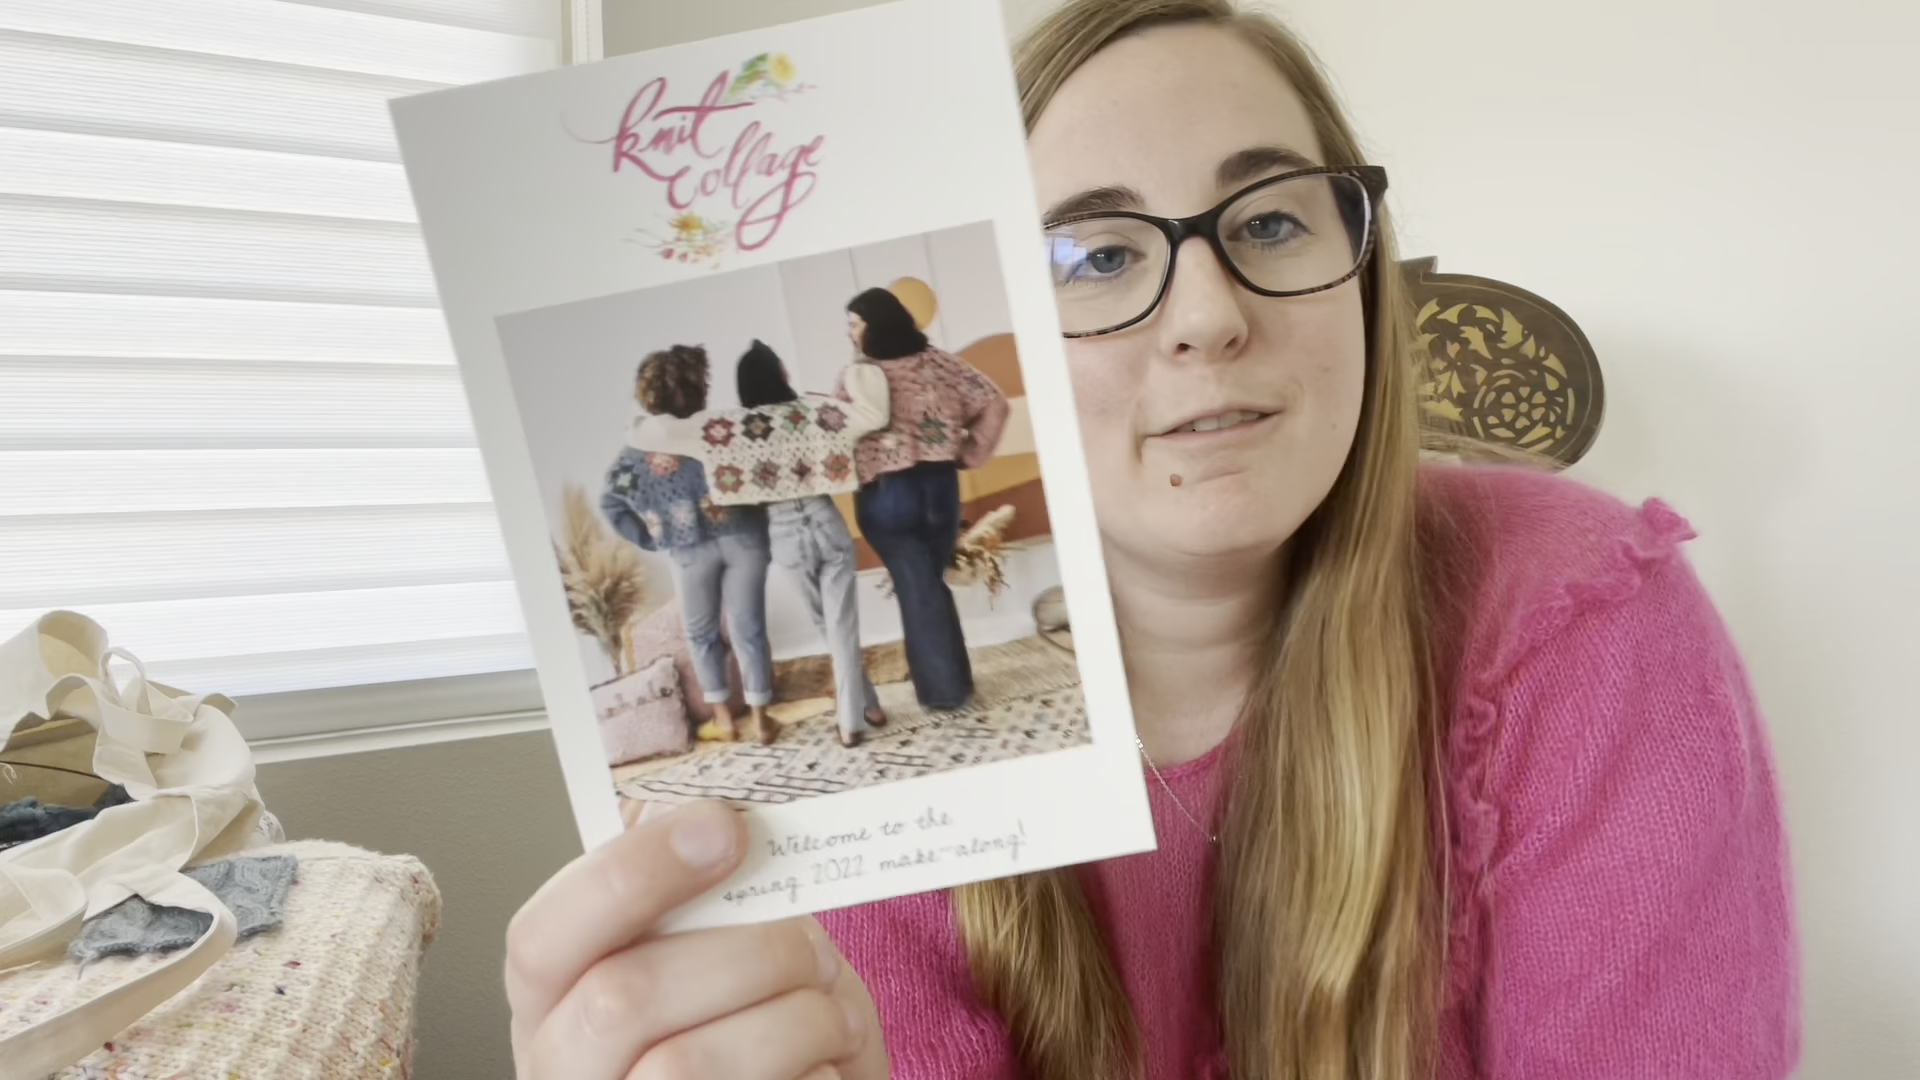 knit
collage
Welcome to the
spring 2022 make-along!